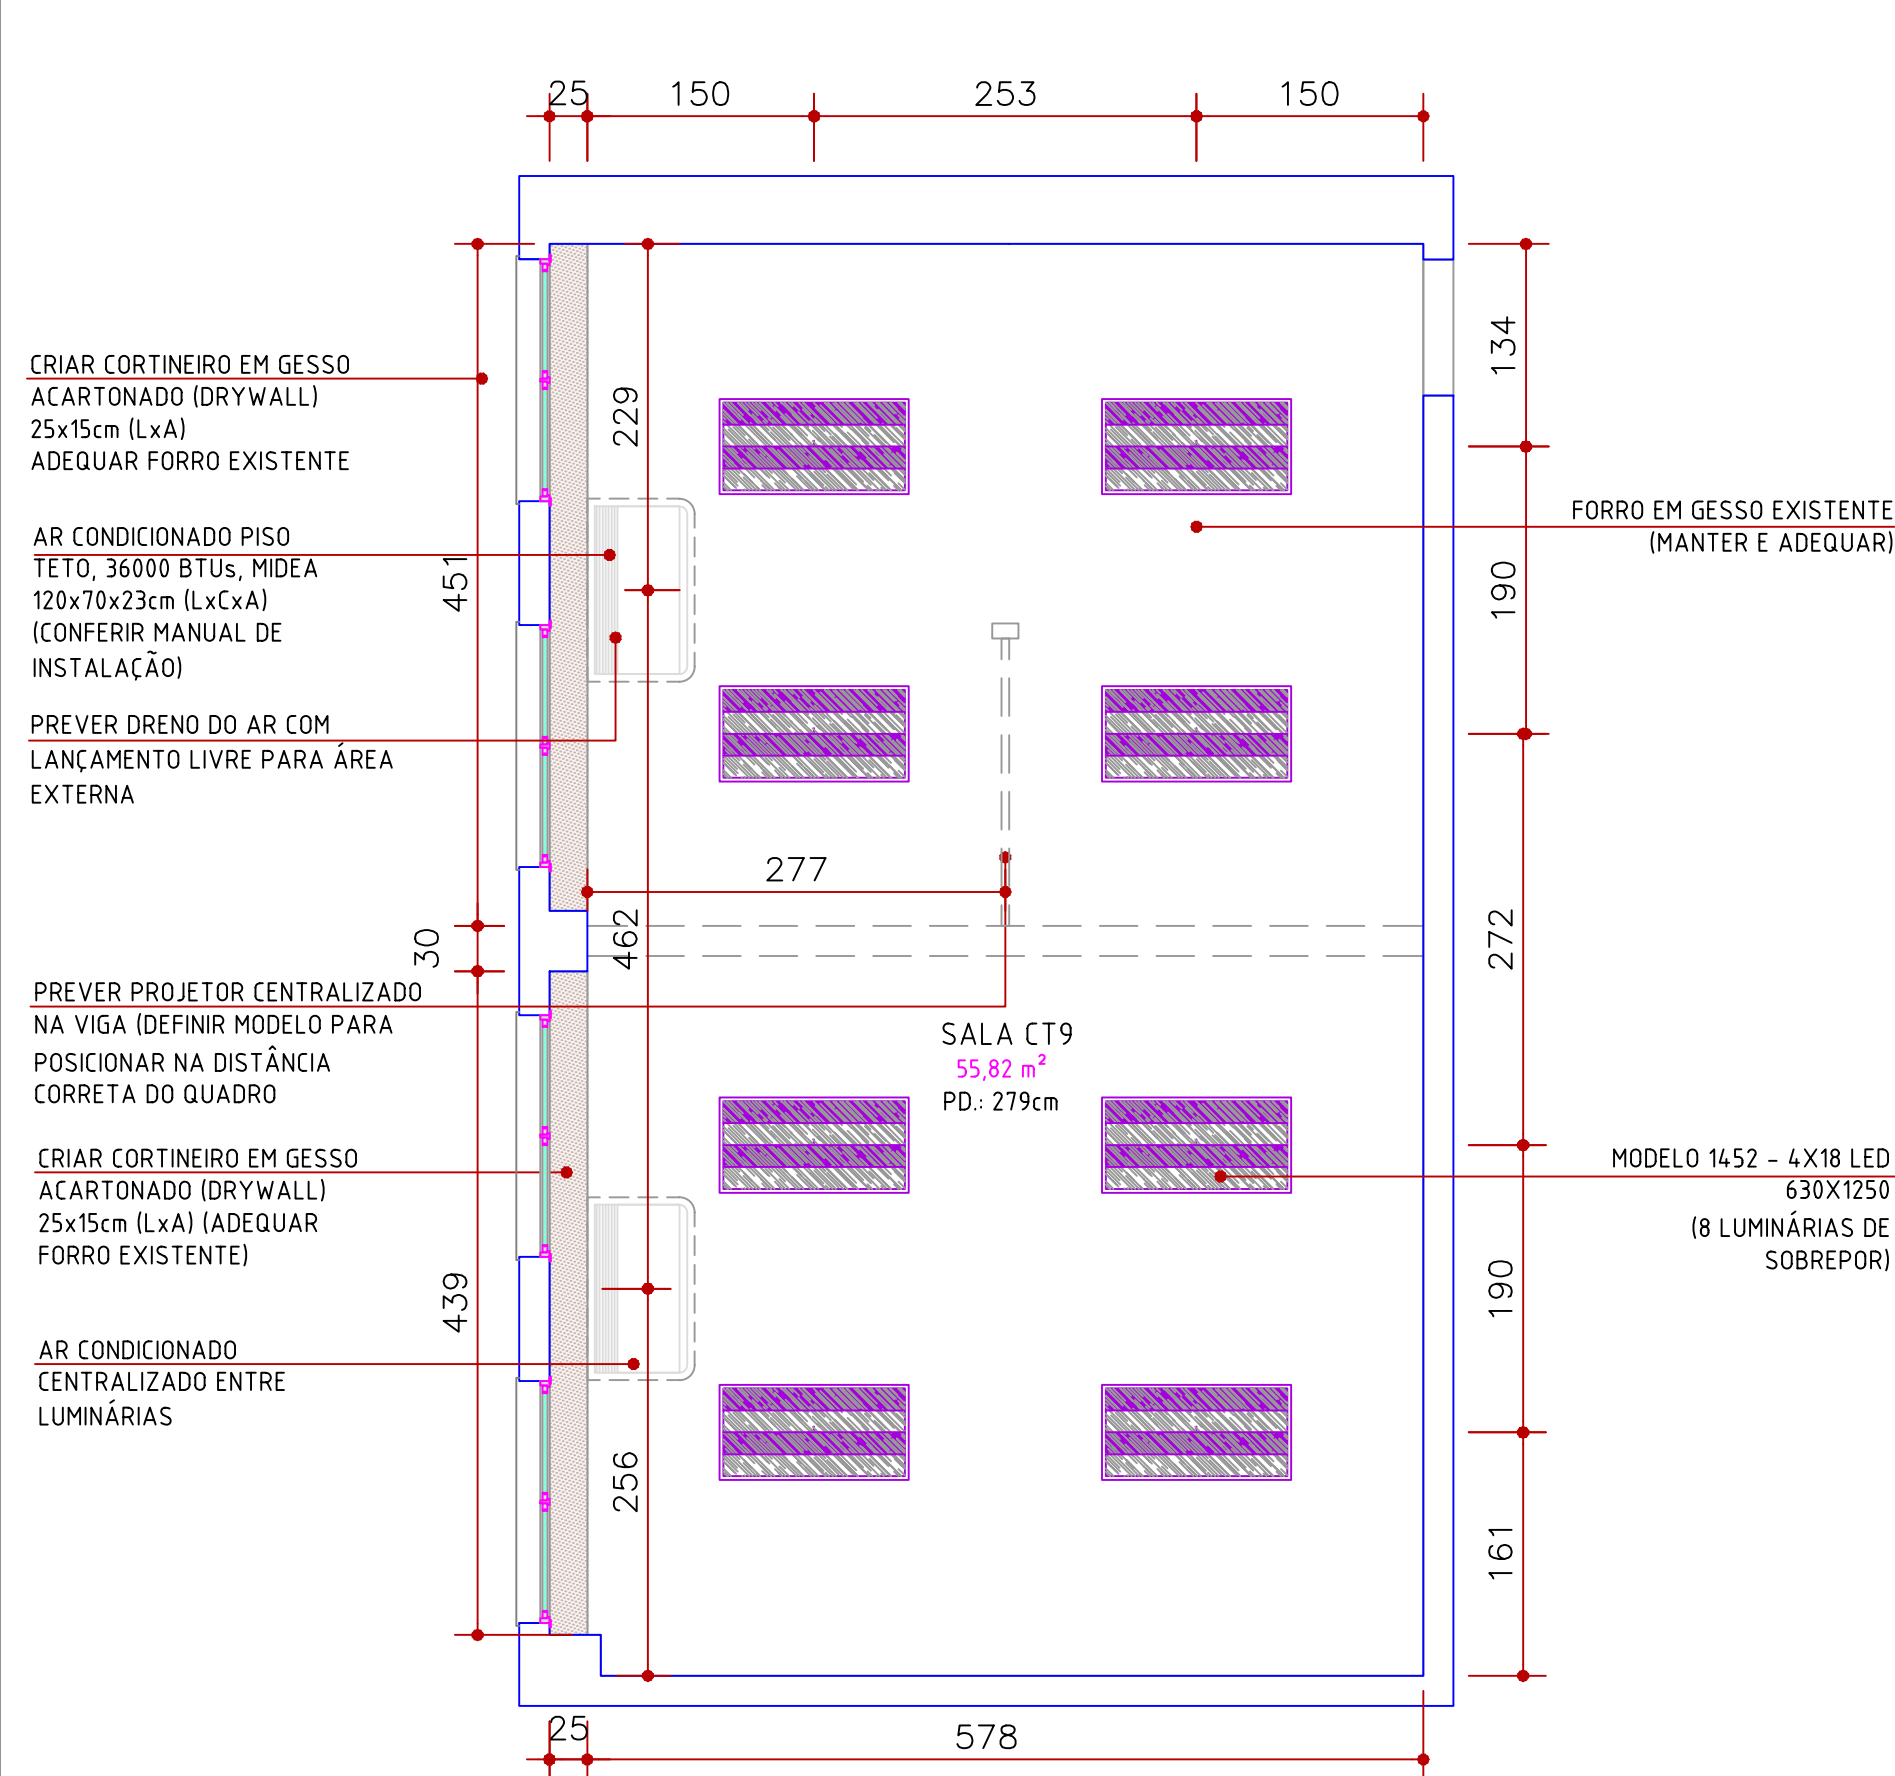 25
150
253
150
CRIAR CORTINEIRO EM GESSO
ACARTONADO (DRYWALL)
25x15cm (LxA)
ADEQUAR FORRO EXISTENTE
AR CONDICIONADO PISO
TETO, 36000 BTUs, MIDEA
120x70x23cm (LxCxA)
(CONFERIR MANUAL DE
INSTALAÇÃO)
PREVER DRENO DO AR COM
LANÇAMENTO LIVRE PARA ÁREA
EXTERNA
PREVER PROJETOR CENTRALIZADO
NA VIGA (DEFINIR MODELO PARA
POSICIONAR NA DISTÂNCIA
CORRETA DO QUADRO
CRIAR CORTINEIRO EM GESSO
ACARTONADO (DRYWALL)
25x15cm (LxA) (ADEQUAR
FORRO EXISTENTE)
AR CONDICIONADO
CENTRALIZADO ENTRE
LUMINÁRIAS
451
30
439
229
462
256
277
SALA CT9
55,82 m²
PD.: 279cm
134
190
272
190
161
FORRO EM GESSO EXISTENTE
(MANTER E ADEQUAR)
MODELO 1452 - 4X18 LED
630X1250
(8 LUMINÁRIAS DE
SOBREPOR)
25
578